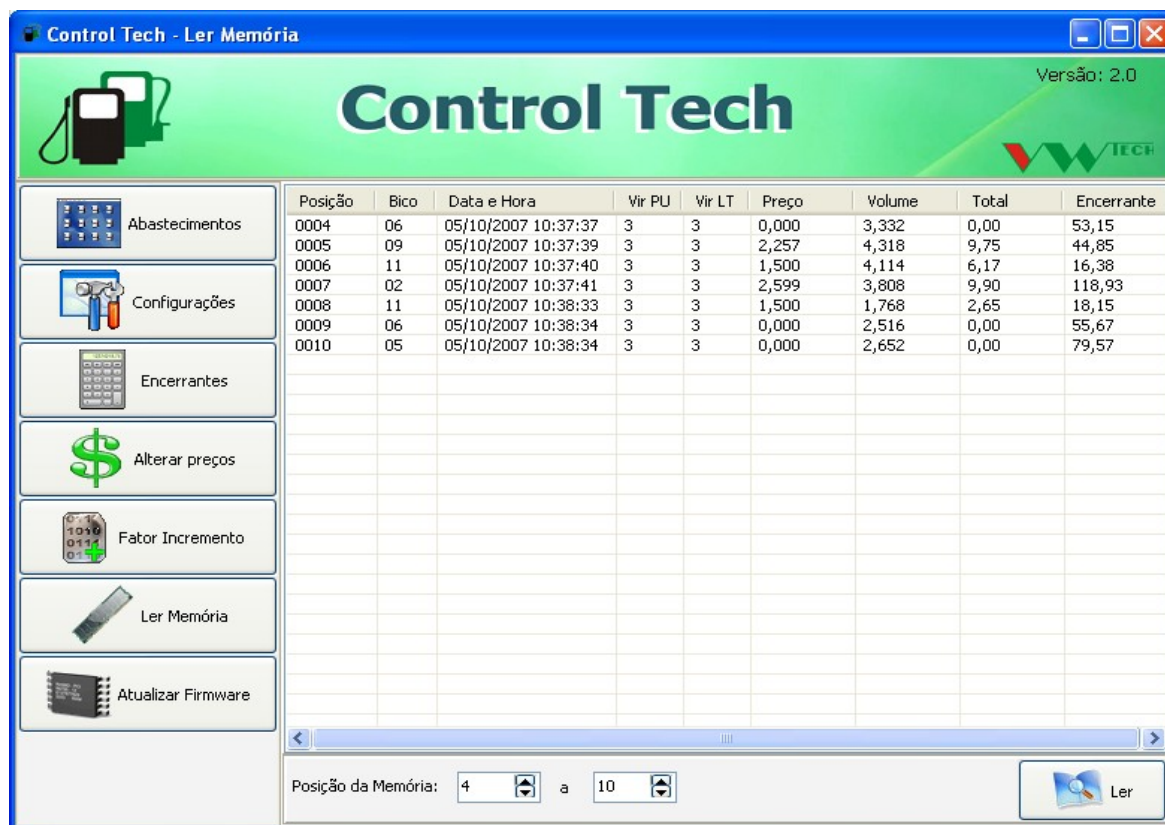 Control Tech - Ler Memória
Versão: 2.0
Control Tech
VW TECH
Abastecimentos
Configurações
Encerrantes
Alterar preços
Fator Incremento
Ler Memória
Atualizar Firmware
Posição Bico Data e Hora Vir PU Vir LT Preço Volume Total Encerrante
0004 06 05/10/2007 10:37:37 3 3 0,000 3,332 0,00 53,15
0005 09 05/10/2007 10:37:39 3 3 2,257 4,318 9,75 44,85
0006 11 05/10/2007 10:37:40 3 3 1,500 4,114 6,17 16,38
0007 02 05/10/2007 10:37:41 3 3 2,599 3,808 9,90 118,93
0008 11 05/10/2007 10:38:33 3 3 1,500 1,768 2,65 18,15
0009 06 05/10/2007 10:38:34 3 3 0,000 2,516 0,00 55,67
0010 05 05/10/2007 10:38:34 3 3 0,000 2,652 0,00 79,57
Posição da Memória: 4 a 10 Ler